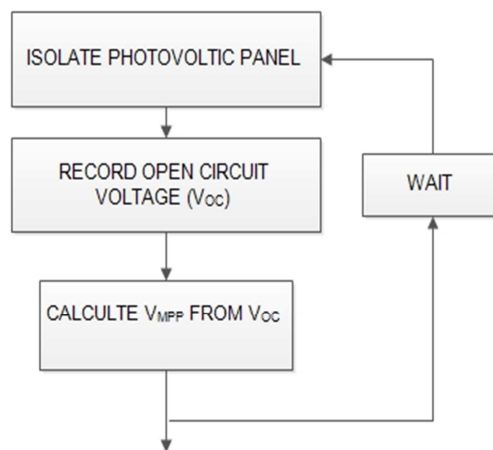 ISOLATE PHOTOVOLTIC PANEL
RECORD OPEN CIRCUIT
VOLTAGE (VOC)
WAIT
CALCULTE VMPP FROM VOC